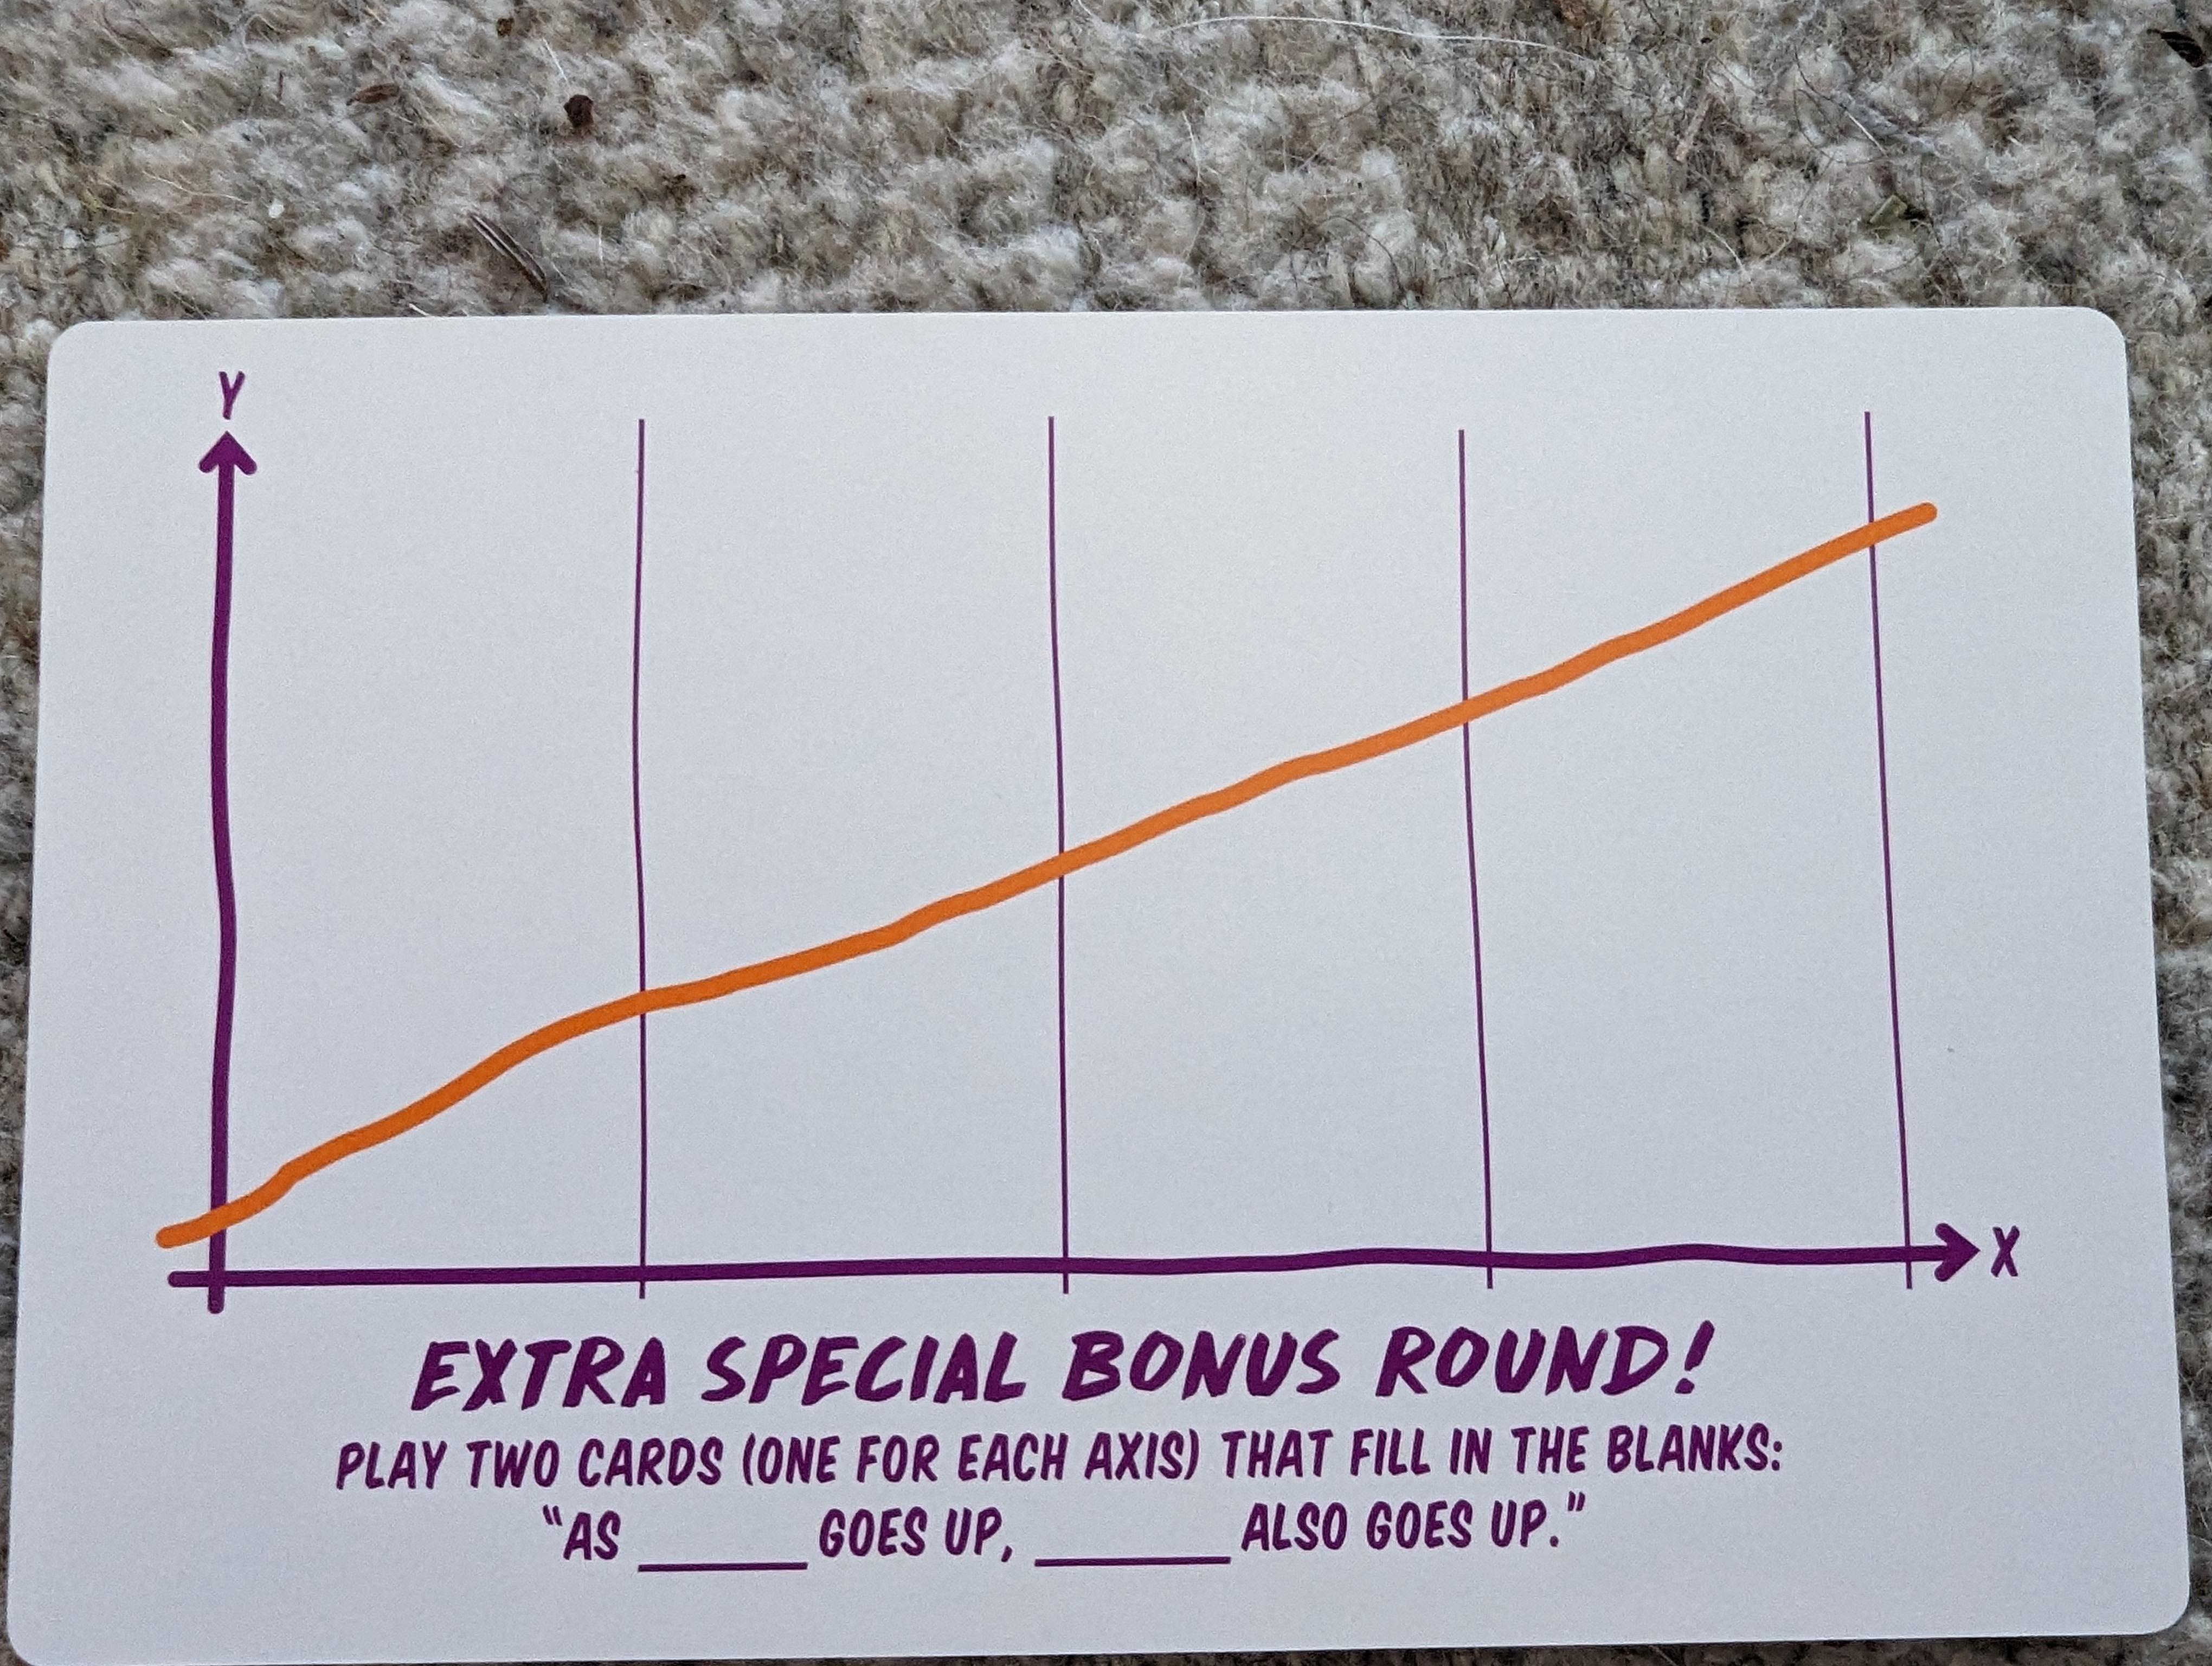 Y
X
EXTRA SPECIAL BONUS ROUND!
PLAY TWO CARDS (ONE FOR EACH AXIS) THAT FILL IN THE BLANKS:
"AS ______ GOES UP, ______ ALSO GOES UP."